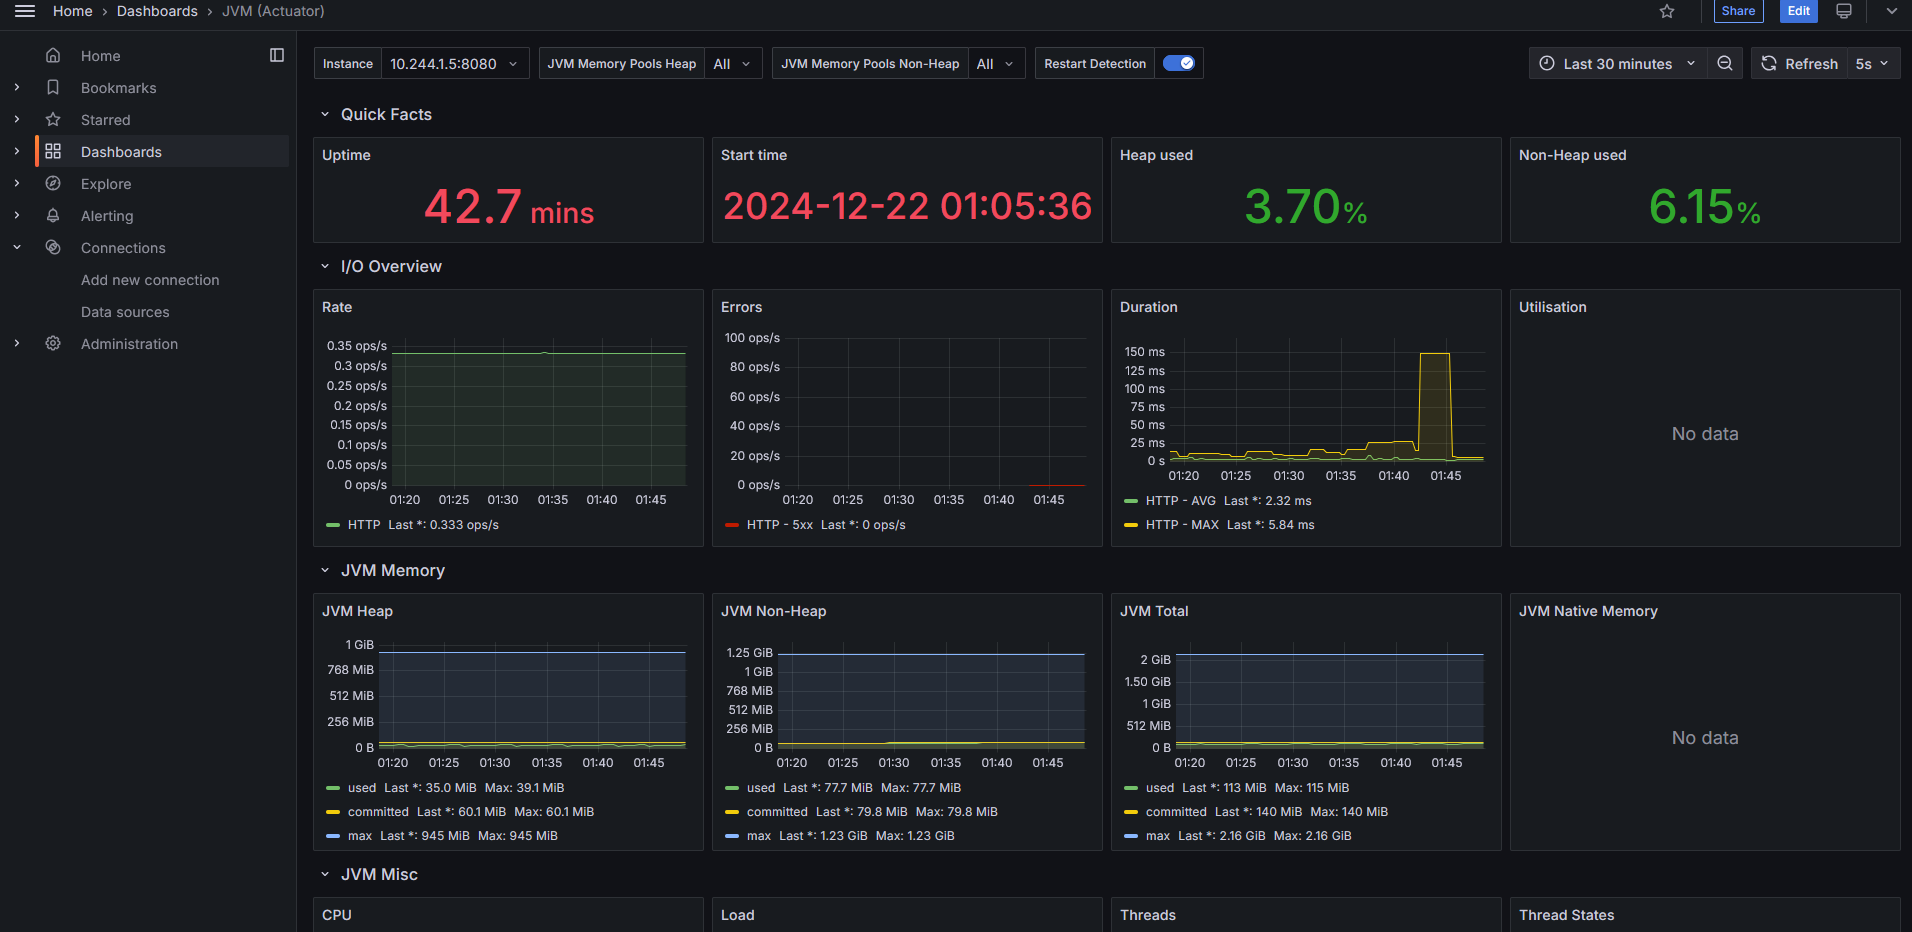 Home › Dashboards › JVM (Actuator)
Share
Edit
Home
Bookmarks
Starred
Dashboards
Explore
Alerting
Connections
Add new connection
Data sources
Administration
Instance 10.244.1.5:8080
JVM Memory Pools Heap All
JVM Memory Pools Non-Heap All
Restart Detection
Last 30 minutes
Refresh 5s
Quick Facts
Uptime
42.7 mins
Start time
2024-12-22 01:05:36
Heap used
3.70%
Non-Heap used
6.15%
I/O Overview
Rate
0.35 ops/s
0.3 ops/s
0.25 ops/s
0.2 ops/s
0.15 ops/s
0.1 ops/s
0.05 ops/s
0 ops/s
01:20 01:25 01:30 01:35 01:40 01:45
HTTP Last *: 0.333 ops/s
Errors
100 ops/s
80 ops/s
60 ops/s
40 ops/s
20 ops/s
0 ops/s
01:20 01:25 01:30 01:35 01:40 01:45
HTTP - 5xx Last *: 0 ops/s
Duration
150 ms
125 ms
100 ms
75 ms
50 ms
25 ms
0 s
01:20 01:25 01:30 01:35 01:40 01:45
HTTP - AVG Last *: 2.32 ms
HTTP - MAX Last *: 5.84 ms
Utilisation
No data
JVM Memory
JVM Heap
1 GiB
768 MiB
512 MiB
256 MiB
0 B
01:20 01:25 01:30 01:35 01:40 01:45
used Last *: 35.0 MiB Max: 39.1 MiB
committed Last *: 60.1 MiB Max: 60.1 MiB
max Last *: 945 MiB Max: 945 MiB
JVM Non-Heap
1.25 GiB
1 GiB
768 MiB
512 MiB
256 MiB
0 B
01:20 01:25 01:30 01:35 01:40 01:45
used Last *: 77.7 MiB Max: 77.7 MiB
committed Last *: 79.8 MiB Max: 79.8 MiB
max Last *: 1.23 GiB Max: 1.23 GiB
JVM Total
2 GiB
1.50 GiB
1 GiB
512 MiB
0 B
01:20 01:25 01:30 01:35 01:40 01:45
used Last *: 113 MiB Max: 115 MiB
committed Last *: 140 MiB Max: 140 MiB
max Last *: 2.16 GiB Max: 2.16 GiB
JVM Native Memory
No data
JVM Misc
CPU
Load
Threads
Thread States